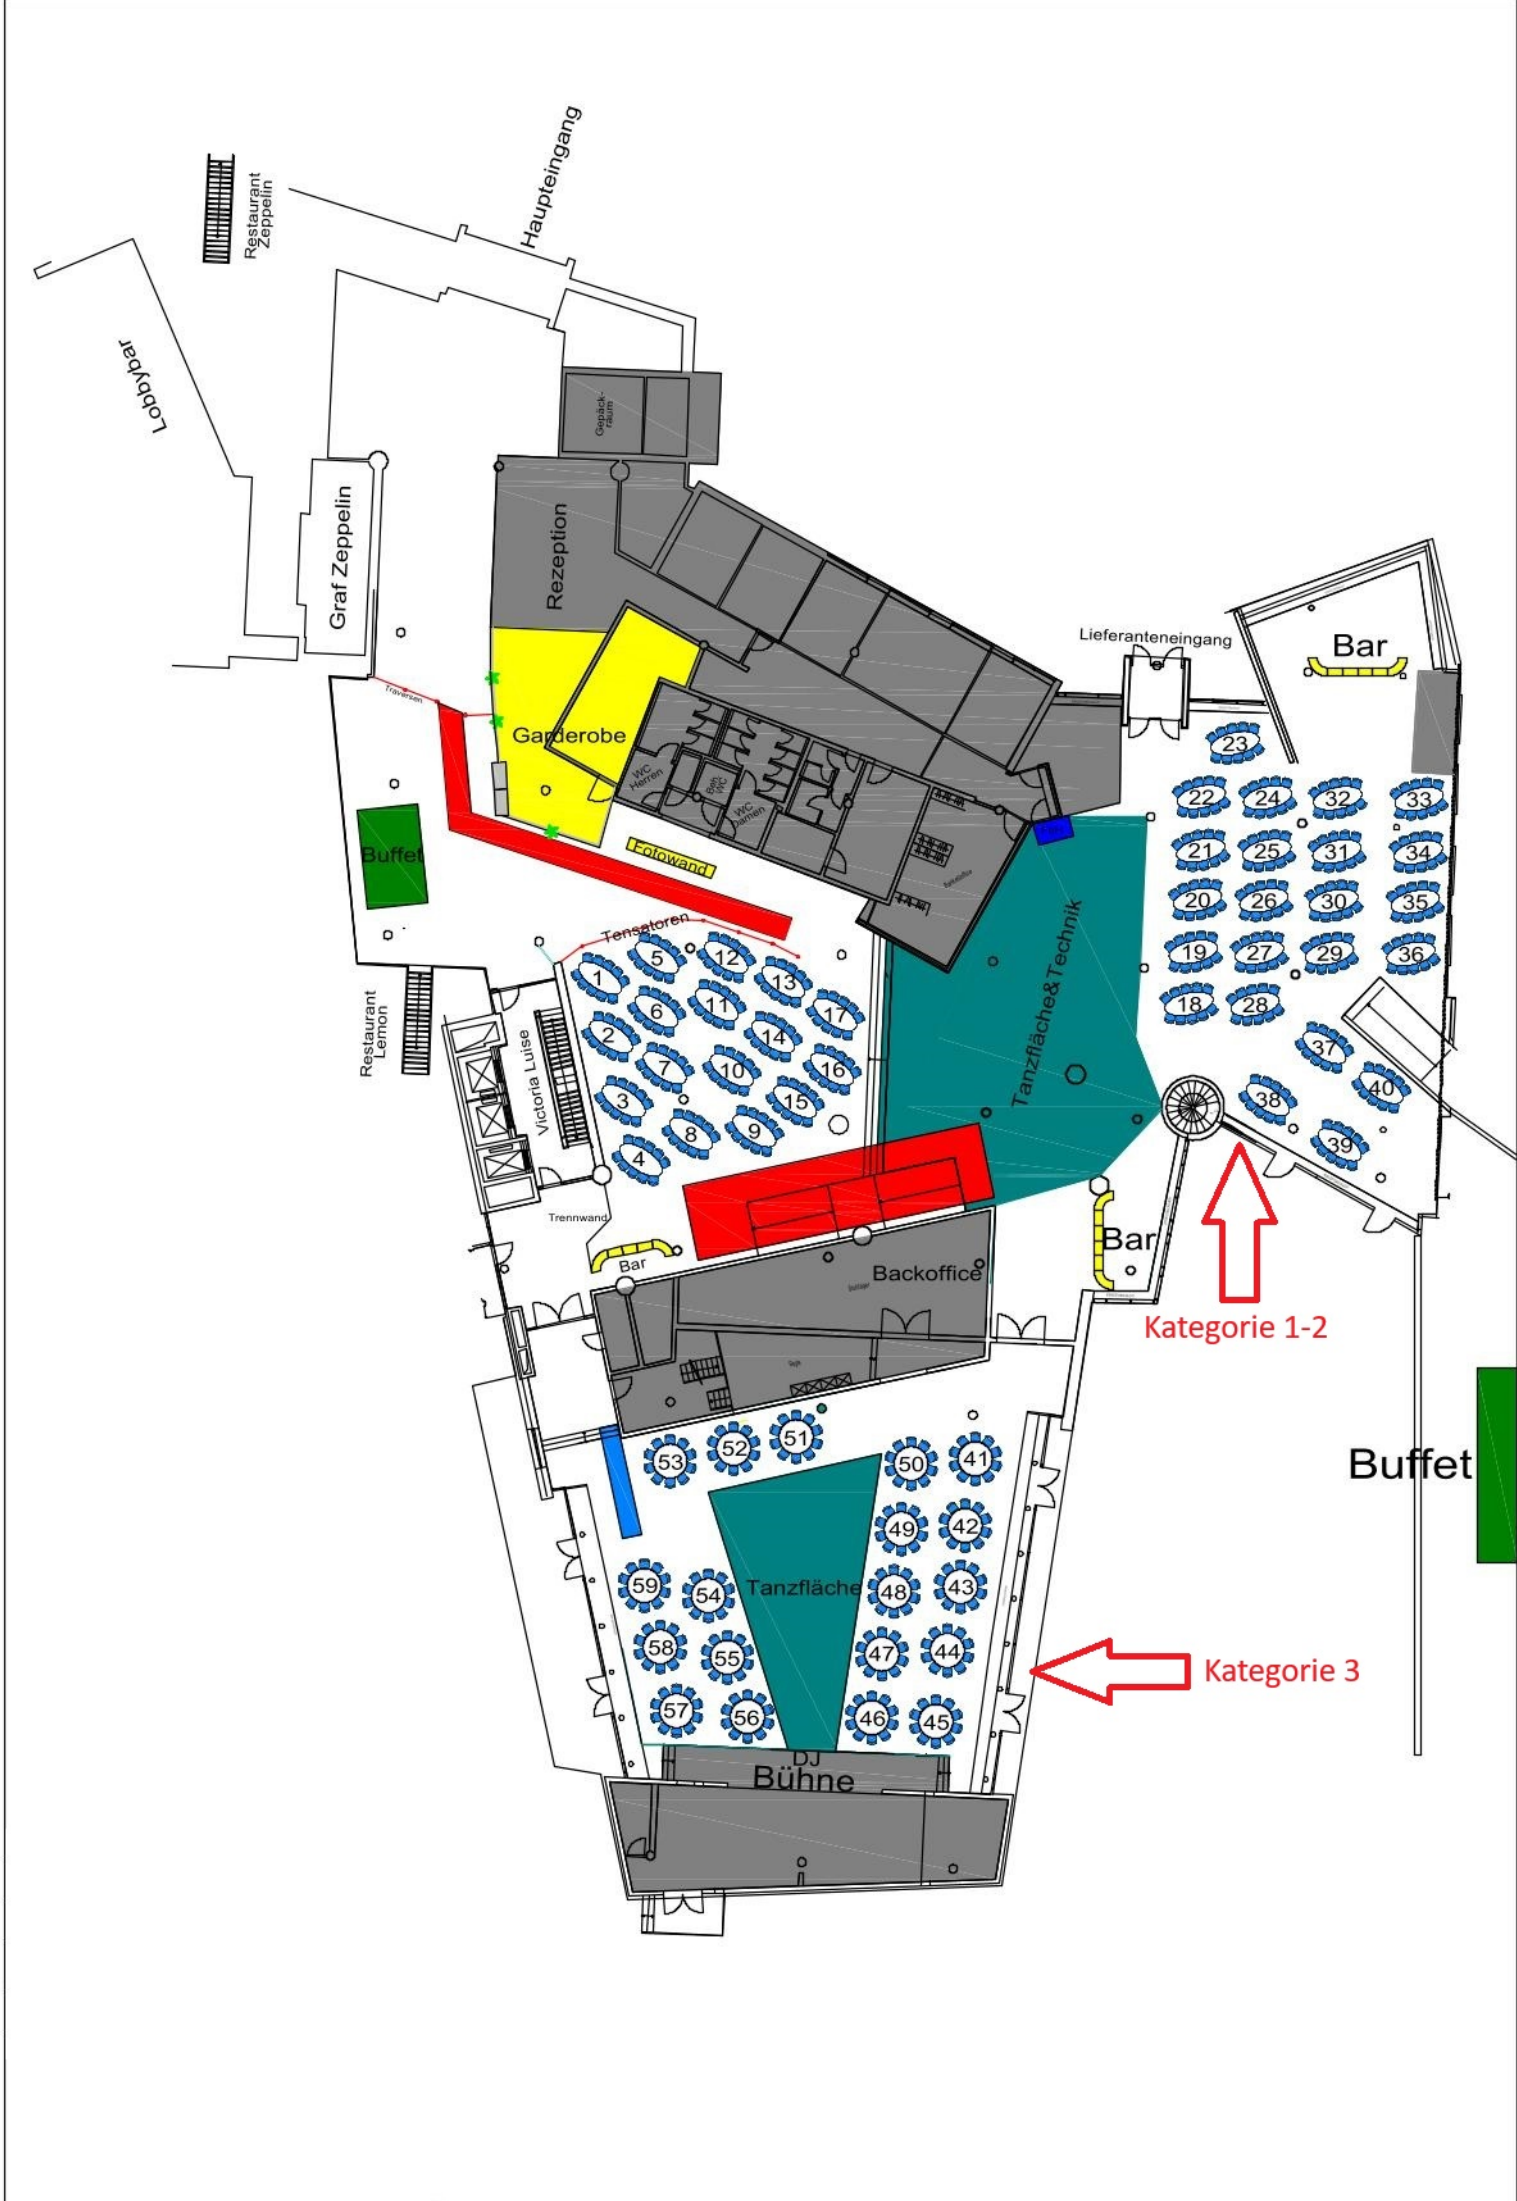 Haupteingang
Restaurant
Zeppelin
Lobbybar
Gepäck-
raum
Graf Zeppelin
Rezeption
Lieferanteneingang
Bar
Traversen
Garderobe
WC
Herren
Beh.
WC
WC
Damen
Fotowand
Buffet
Tensatoren
Tanzfläche&Technik
23
22 24 32 33
21 25 31 34
20 26 30 35
19 27 29 36
18 28
37
40
38
39
5 12
1 13
6 11 17
2 14
7 10 16
3 15
8 9
4
Restaurant
Lemon
Victoria Luise
Trennwand
Bar
Backoffice
Bar
Kategorie 1-2
Buffet
53 52 51 50 41
49 42
59 54 Tanzfläche 48 43
58 55 47 44
57 56 46 45
Kategorie 3
DJ
Bühne